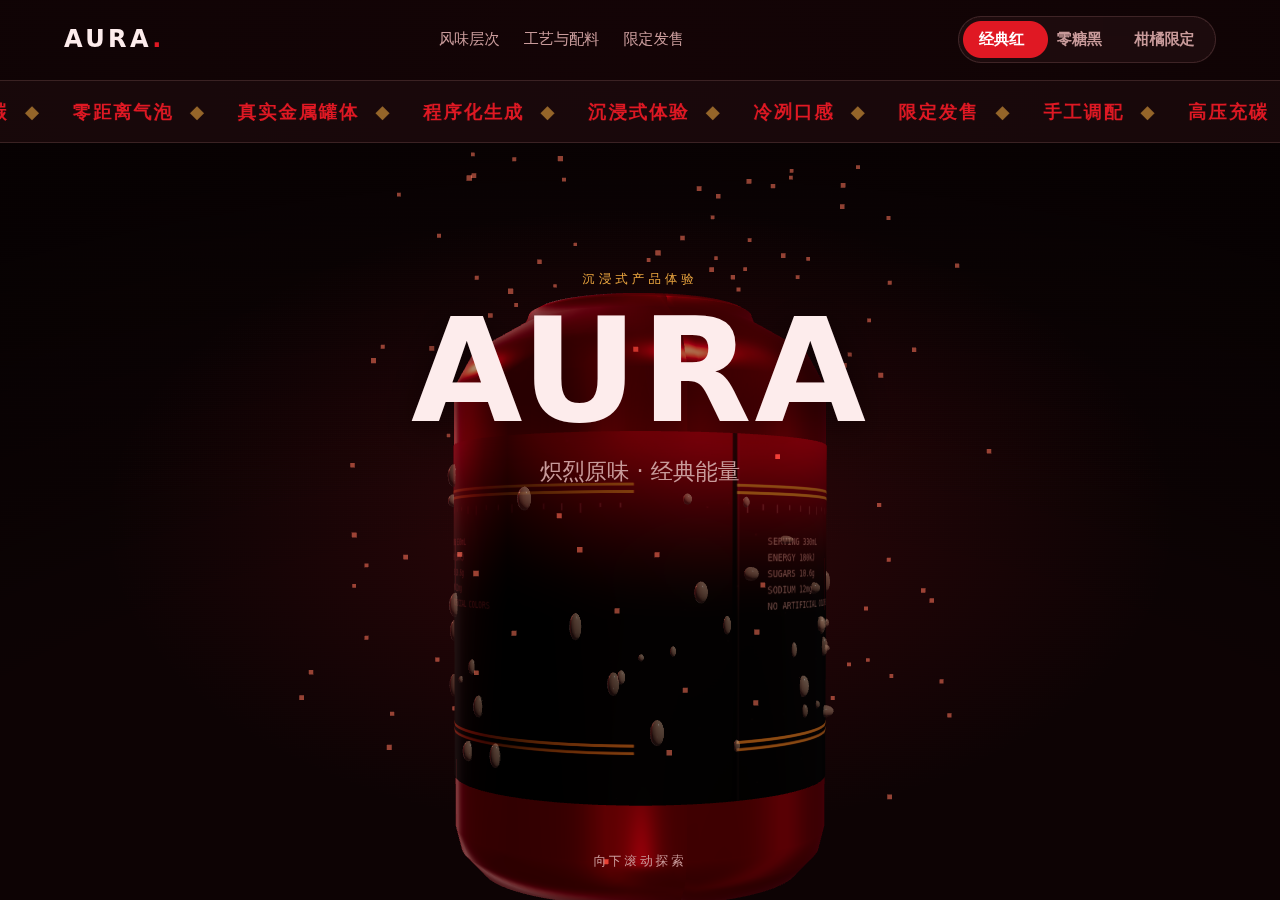 AURA.
风味层次 工艺与配料 限定发售
经典红 零糖黑 柑橘限定
碳 ◆ 零距离气泡 ◆ 真实金属罐体 ◆ 程序化生成 ◆ 沉浸式体验 ◆ 冷冽口感 ◆ 限定发售 ◆ 手工调配 ◆ 高压充碳
沉浸式产品体验
AURA
炽烈原味 · 经典能量
SERVING 330mL
ENERGY 180kJ
SUGARS 10.6g
SODIUM 12mg
NO ARTIFICIAL
向下滚动探索